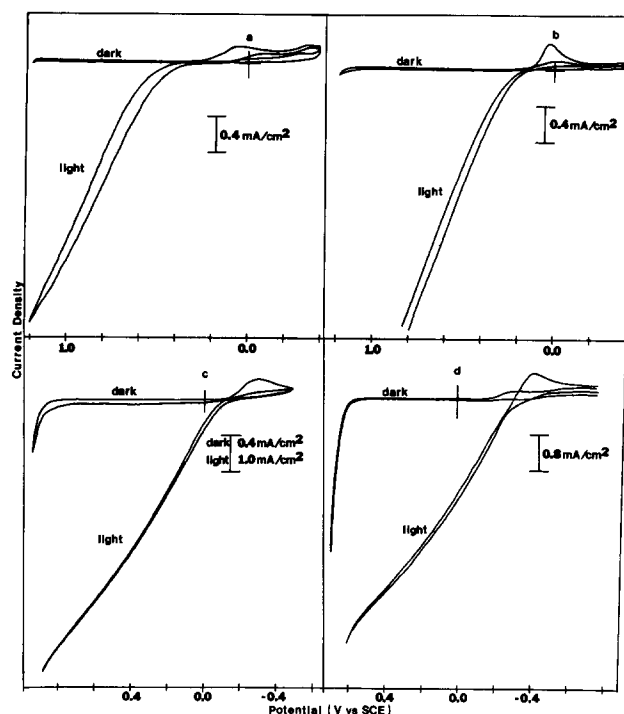 a
dark
0.4 mA/cm2
light
1.0
0.0
b
dark
0.4 mA/cm2
light
1.0
0.0
Current Density
c
dark
dark 0.4 mA/cm2
light 1.0 mA/cm2
light
0.4
0.0
-0.4
d
dark
0.8 mA/cm2
light
0.4
0.0
-0.4
Potential (V vs SCE)